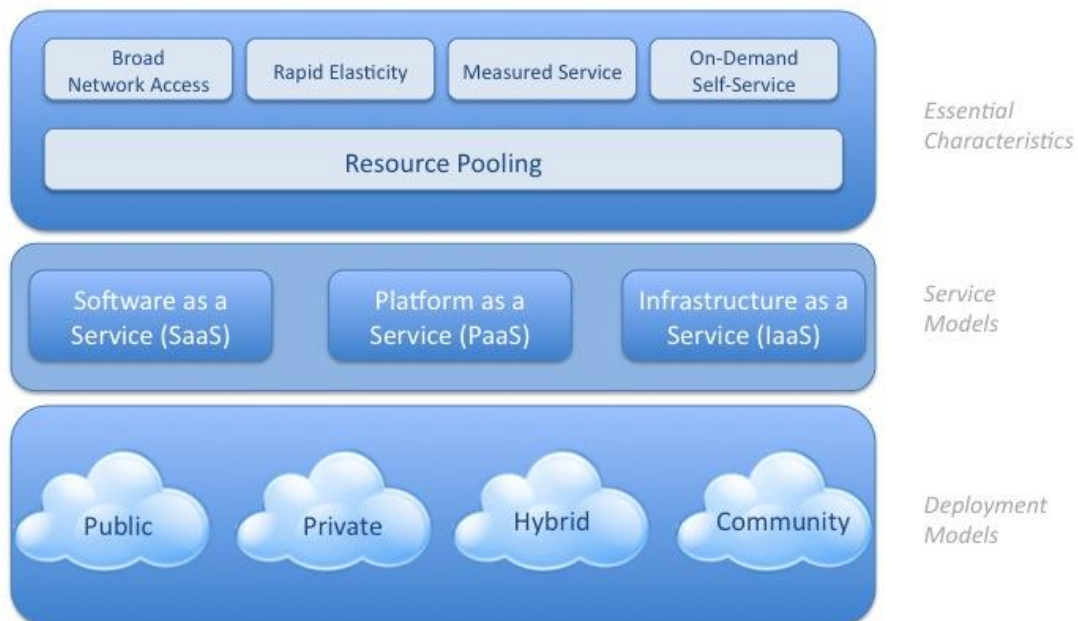 Broad
Network Access
Rapid Elasticity
Measured Service
On-Demand
Self-Service
Resource Pooling
Essential
Characteristics
Software as a
Service (SaaS)
Platform as a
Service (PaaS)
Infrastructure as a
Service (IaaS)
Service
Models
Public
Private
Hybrid
Community
Deployment
Models